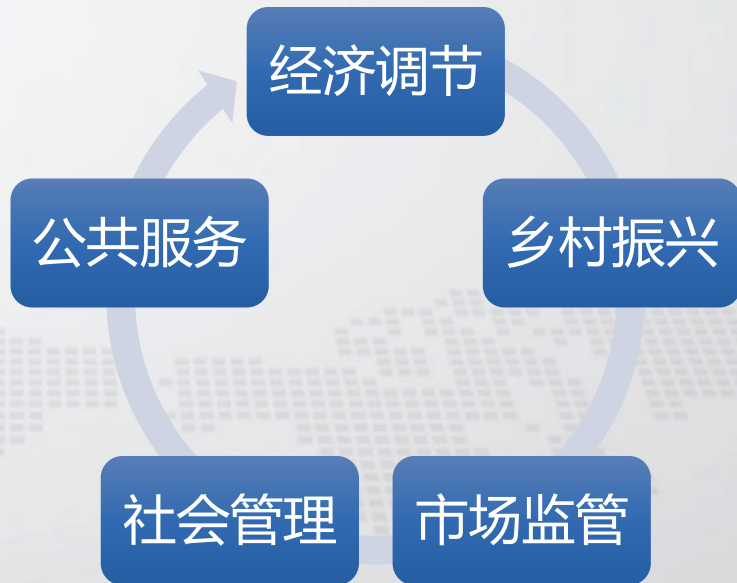 经济调节
乡村振兴
市场监管
社会管理
公共服务